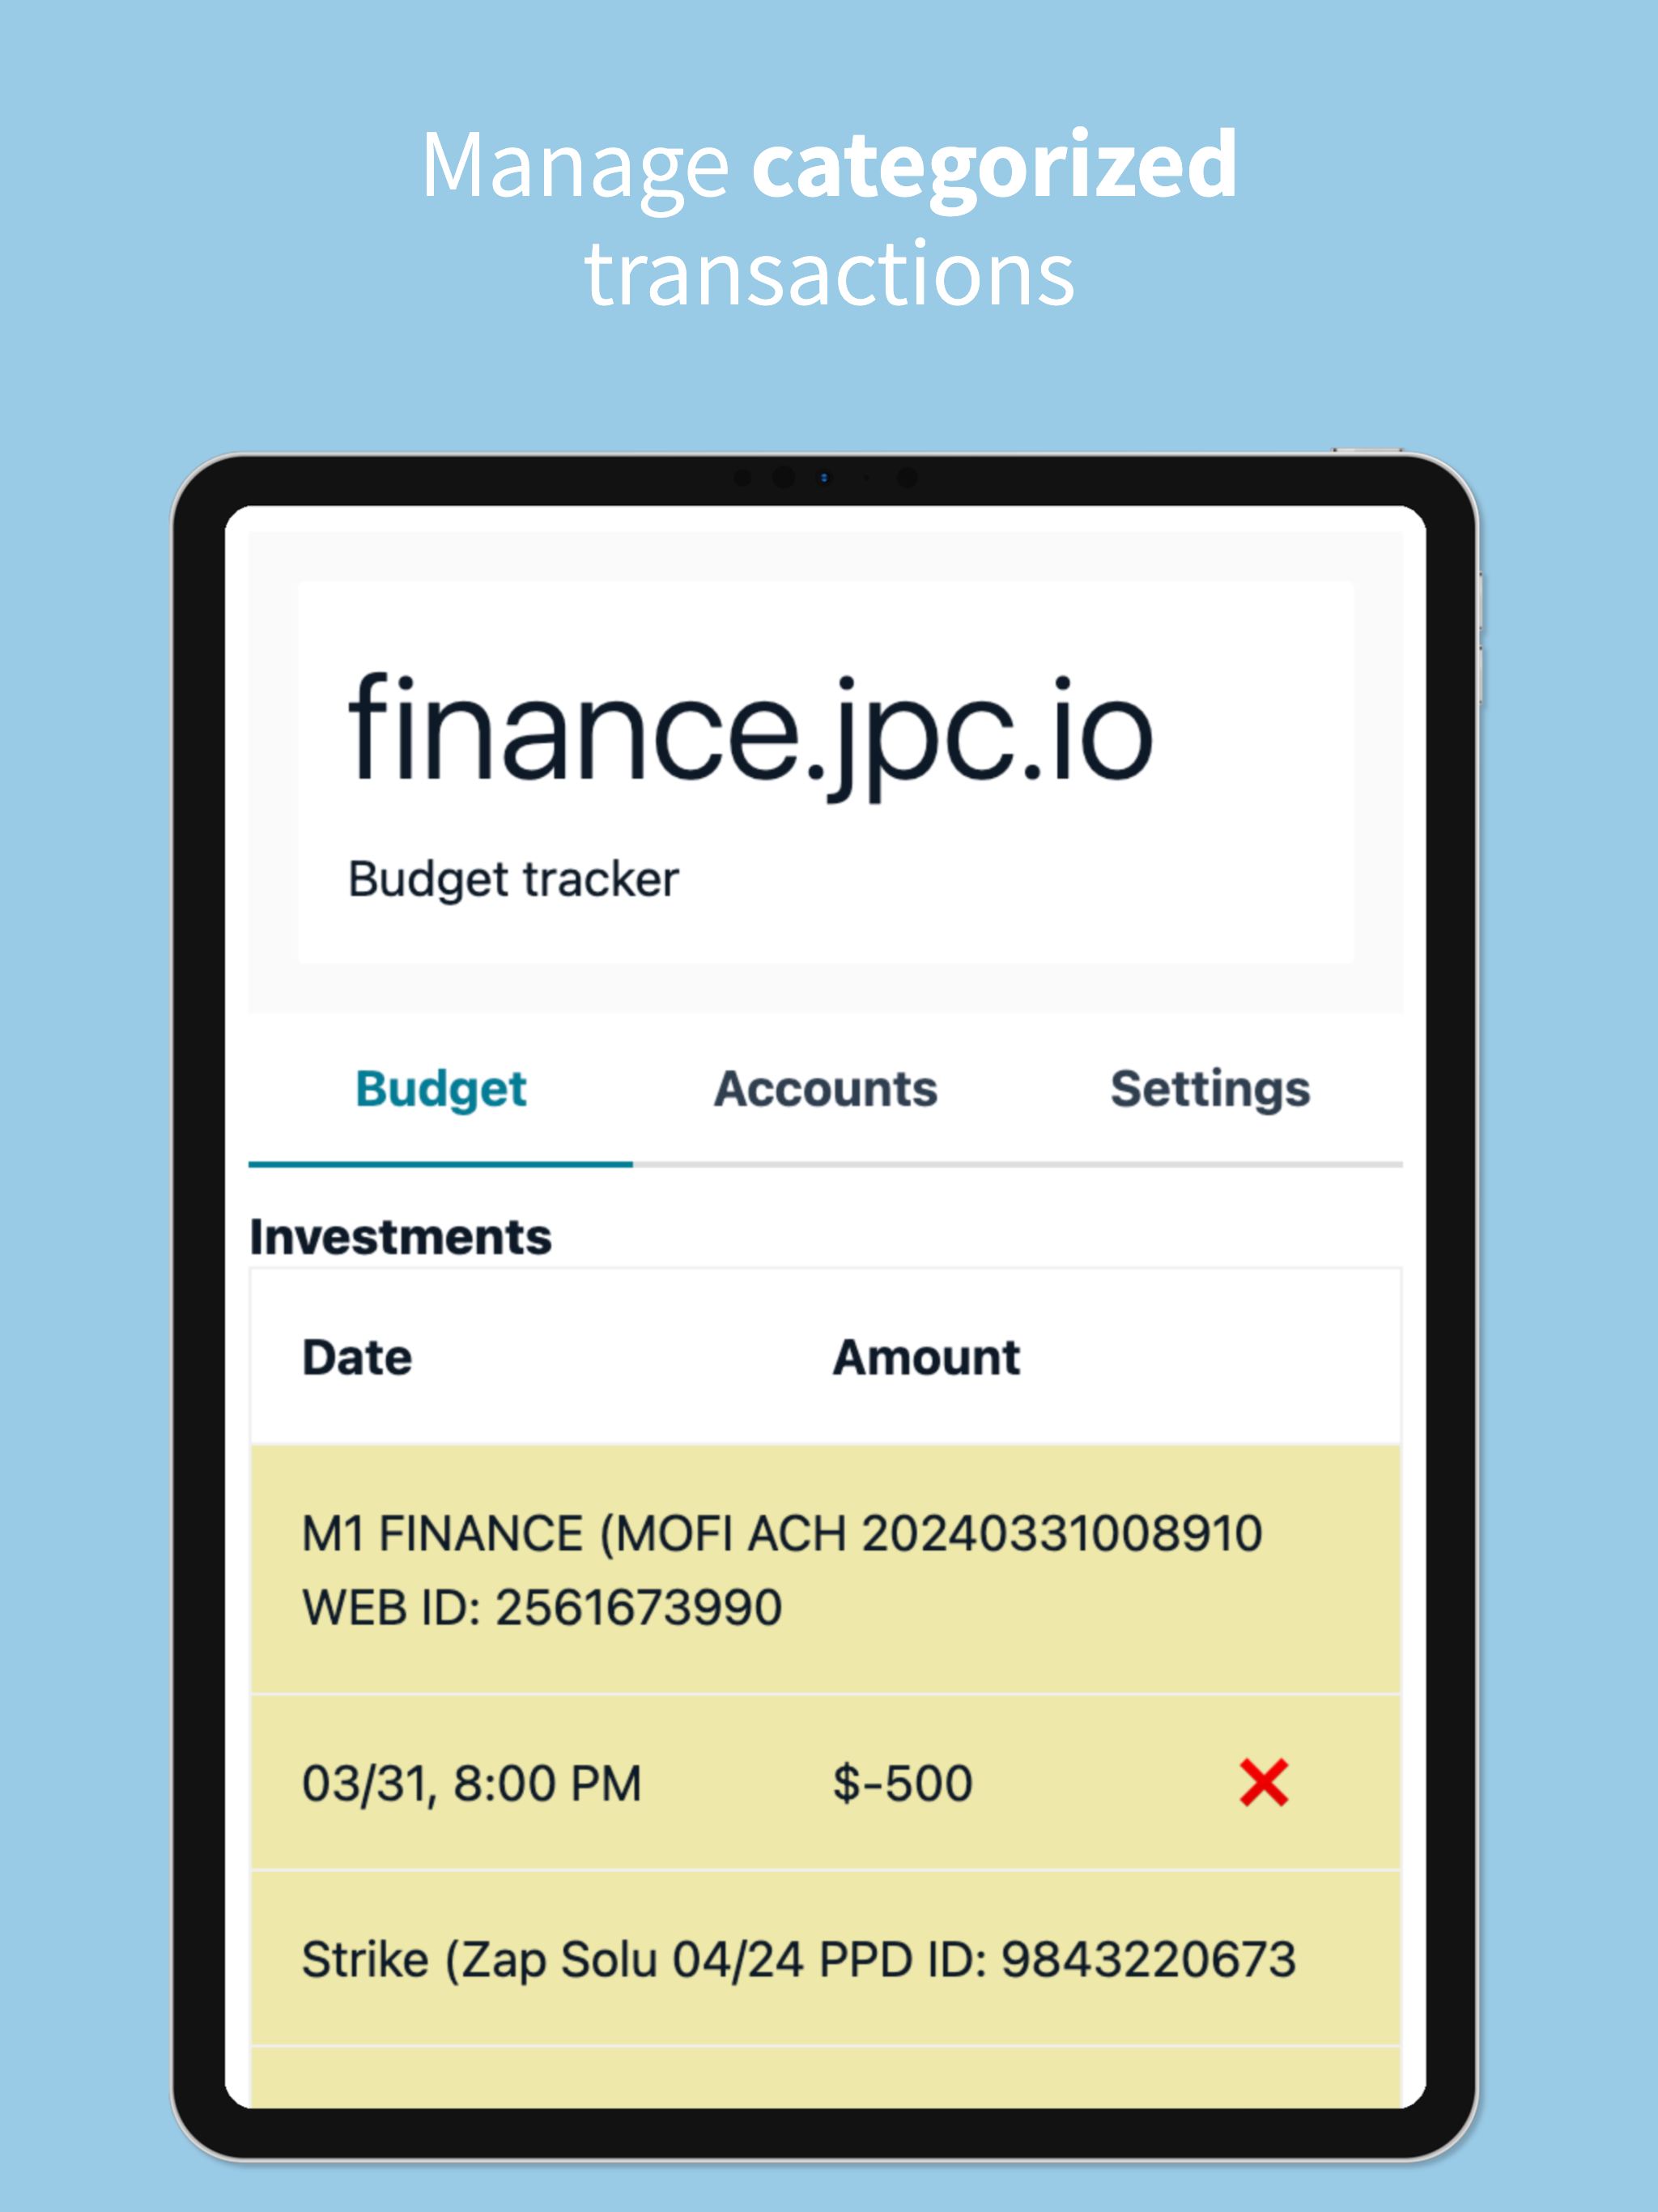 Manage categorized
transactions
finance.jpc.io
Budget tracker
Budget Accounts Settings
Investments
Date Amount
M1 FINANCE (MOFI ACH 20240331008910
WEB ID: 2561673990
03/31, 8:00 PM $-500
Strike (Zap Solu 04/24 PPD ID: 9843220673